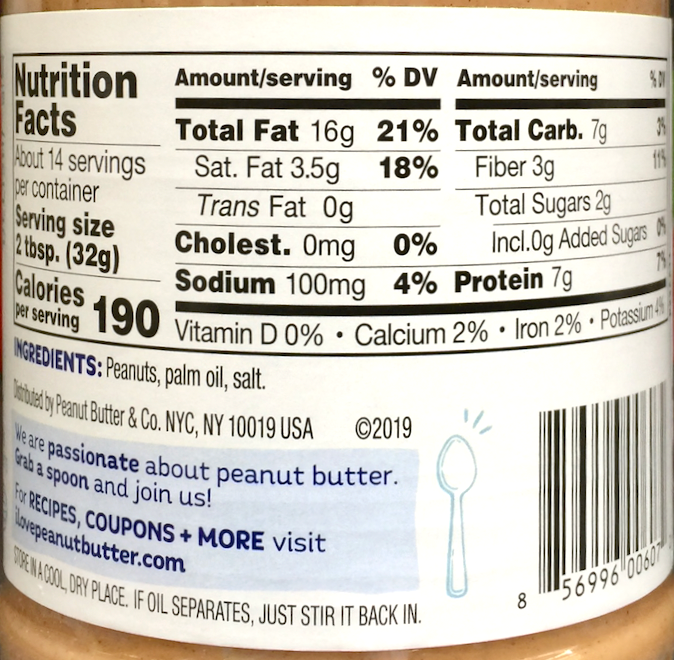 Nutrition
Facts
About 14 servings
per container
Serving size
2 tbsp. (32g)
Calories
per serving 190
Amount/serving % DV
Total Fat 16g 21%
Sat. Fat 3.5g 18%
Trans Fat 0g
Cholest. 0mg 0%
Sodium 100mg 4%
Amount/serving % DV
Total Carb. 7g 3%
Fiber 3g 11%
Total Sugars 2g
Incl.0g Added Sugars 0%
Protein 7g 7%
Vitamin D 0% • Calcium 2% • Iron 2% • Potassium 4%
INGREDIENTS: Peanuts, palm oil, salt.
Distributed by Peanut Butter & Co. NYC, NY 10019 USA ©2019
We are passionate about peanut butter.
Grab a spoon and join us!
For RECIPES, COUPONS + MORE visit
ilovepeanutbutter.com
STORE IN A COOL, DRY PLACE. IF OIL SEPARATES, JUST STIR IT BACK IN.
8 56996 00607